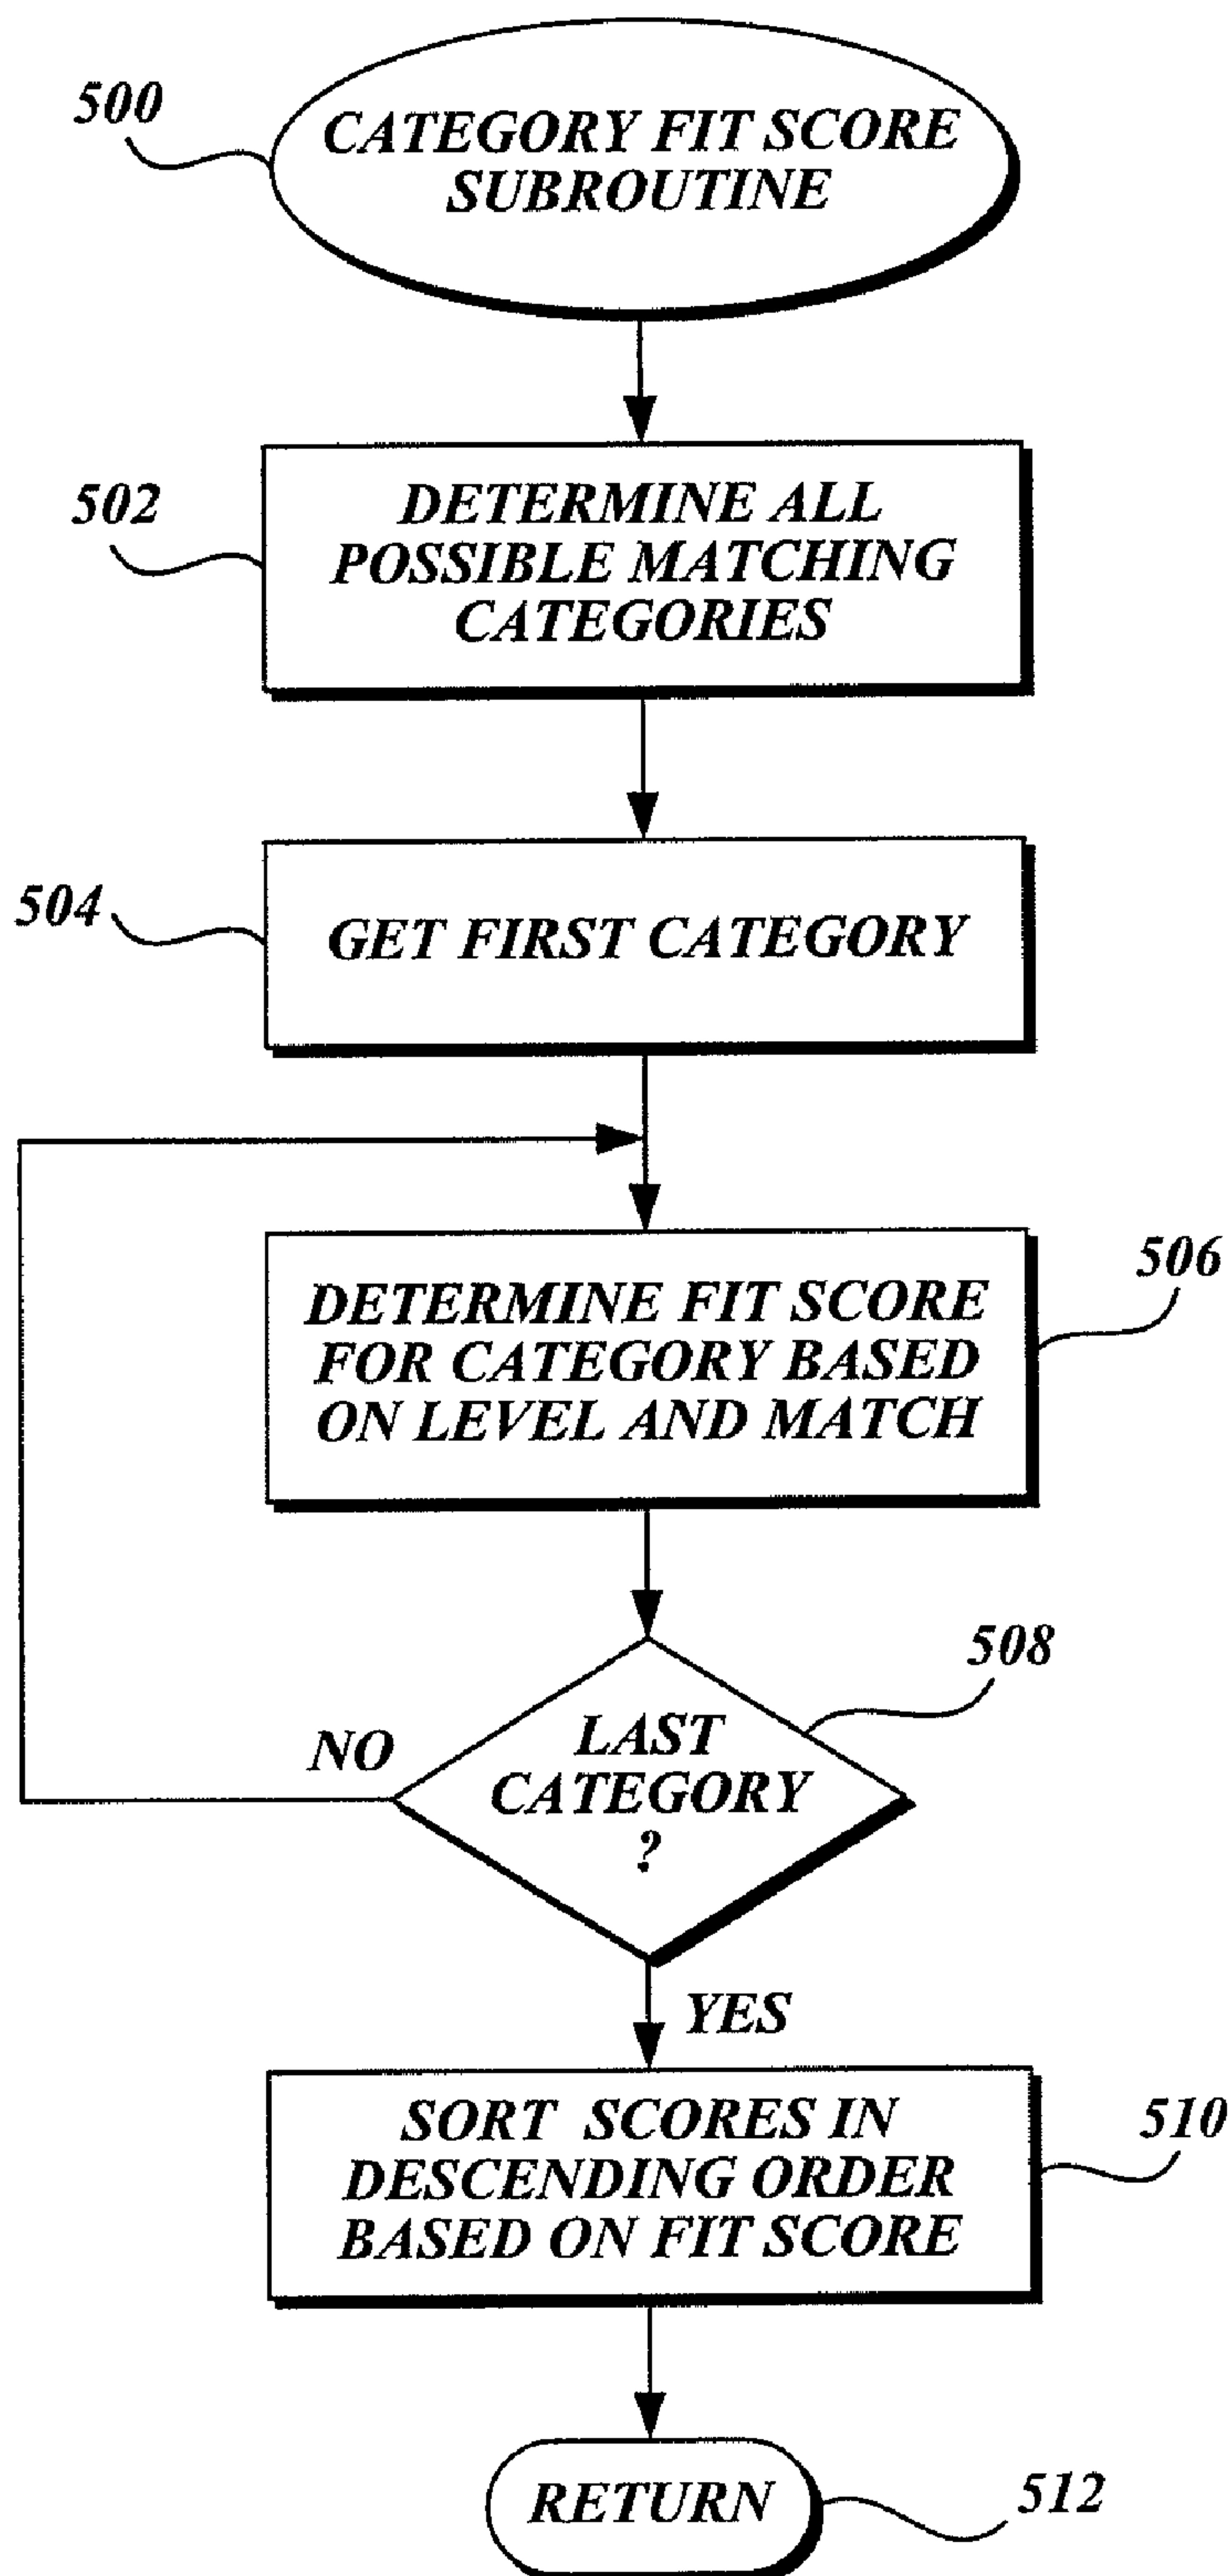 500
CATEGORY FIT SCORE
SUBROUTINE
502
DETERMINE ALL
POSSIBLE MATCHING
CATEGORIES
504
GET FIRST CATEGORY
506
DETERMINE FIT SCORE
FOR CATEGORY BASED
ON LEVEL AND MATCH
508
NO
LAST
CATEGORY
?
YES
510
SORT SCORES IN
DESCENDING ORDER
BASED ON FIT SCORE
RETURN
512